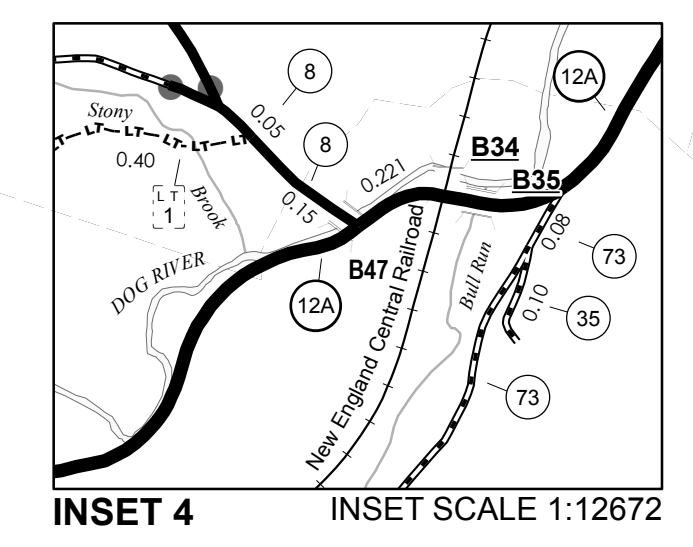 8
12A
0.05
Stony
B34
8
LT LT LT LT LT
0.40
0.221
B35
LT
1
Brook
0.15
0.08
DOG RIVER
73
B47
Bull Run
12A
0.10
35
New England Central Railroad
73
INSET 4 INSET SCALE 1:12672